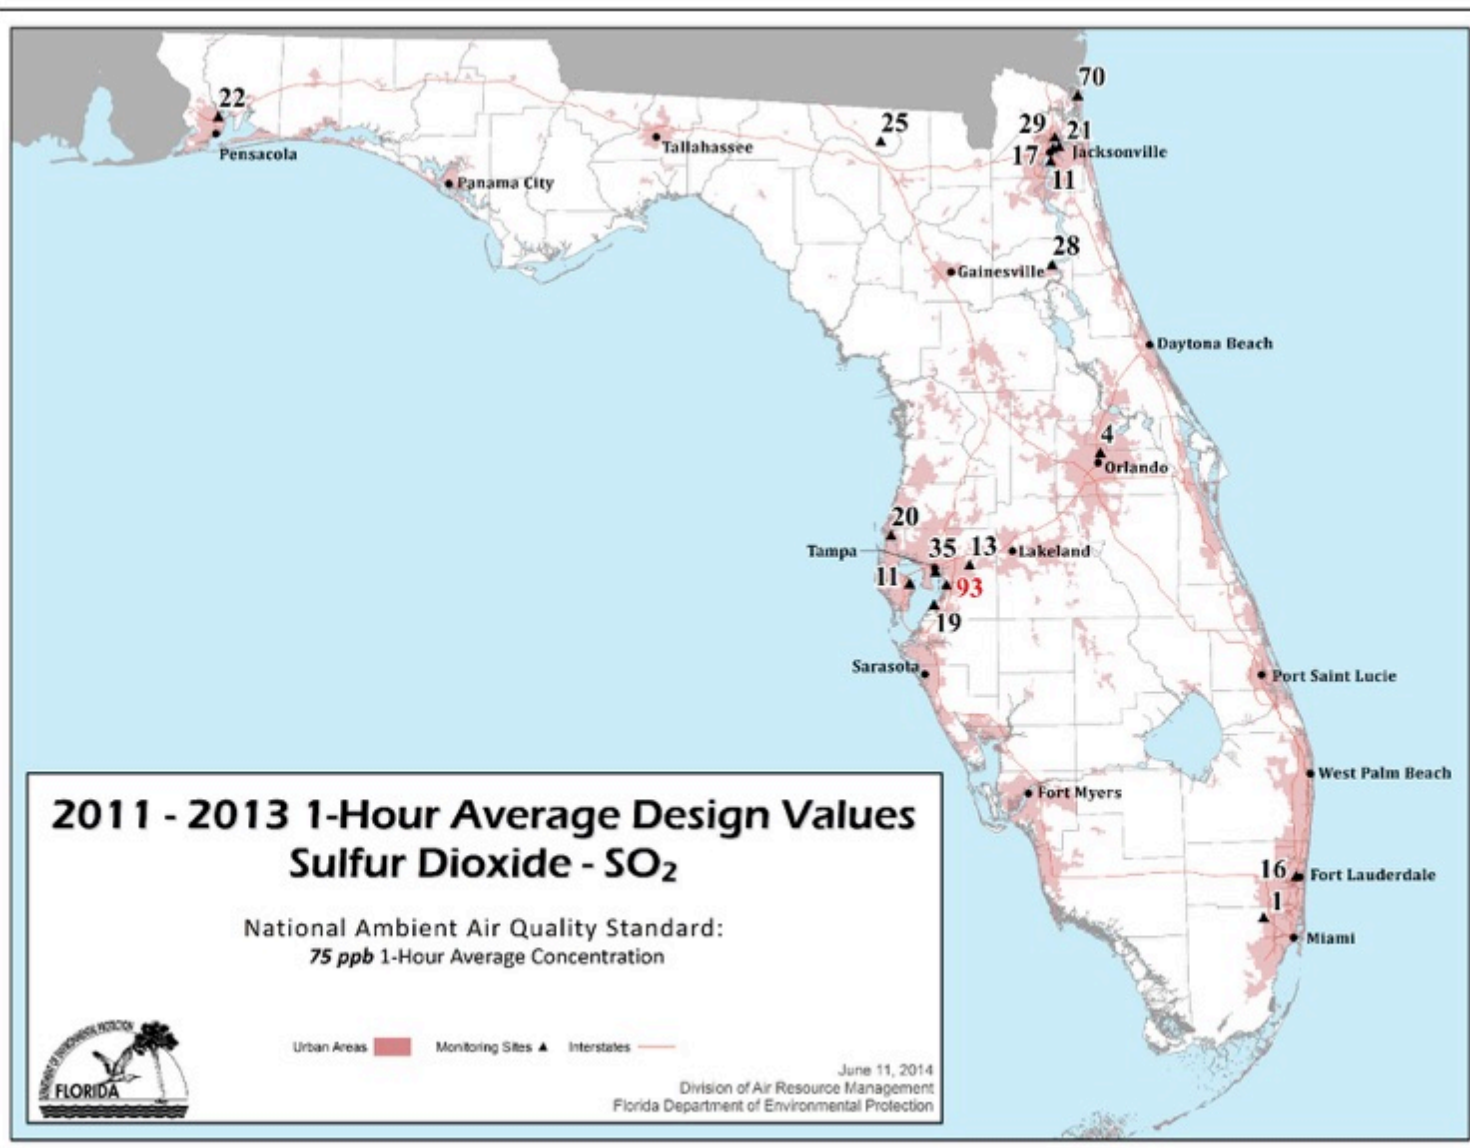 70
22
25
29
21
Tallahassee
Jacksonville
Pensacola
17
11
Panama City
28
Gainesville
Daytona Beach
4
Orlando
20
Tampa
35
13
Lakeland
11
93
19
Sarasota
Port Saint Lucie
West Palm Beach
Fort Myers
16
Fort Lauderdale
1
Miami
2011 - 2013 1-Hour Average Design Values
Sulfur Dioxide - SO₂
National Ambient Air Quality Standard:
75 ppb 1-Hour Average Concentration
Urban Areas
Monitoring Sites
Interstates
DEPARTMENT OF ENVIRONMENTAL PROTECTION
FLORIDA
June 11, 2014
Division of Air Resource Management
Florida Department of Environmental Protection